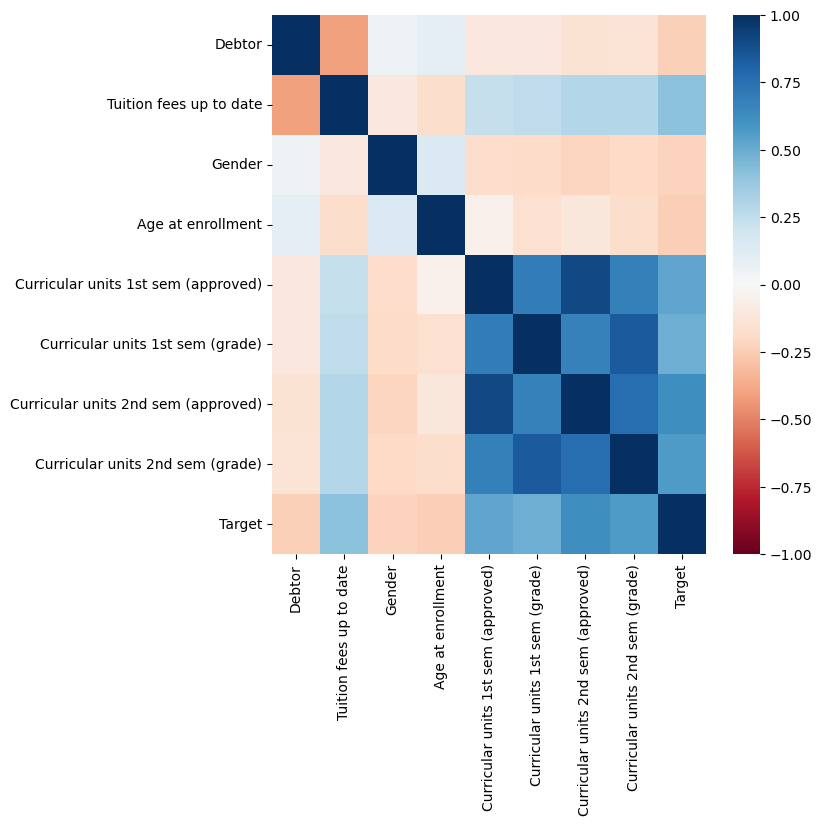 Debtor
Tuition fees up to date
Gender
Age at enrollment
Curricular units 1st sem (approved)
Curricular units 1st sem (grade)
Curricular units 2nd sem (approved)
Curricular units 2nd sem (grade)
Target
Debtor
Tuition fees up to date
Gender
Age at enrollment
Curricular units 1st sem (approved)
Curricular units 1st sem (grade)
Curricular units 2nd sem (approved)
Curricular units 2nd sem (grade)
Target
1.00
0.75
0.50
0.25
0.00
−0.25
−0.50
−0.75
−1.00